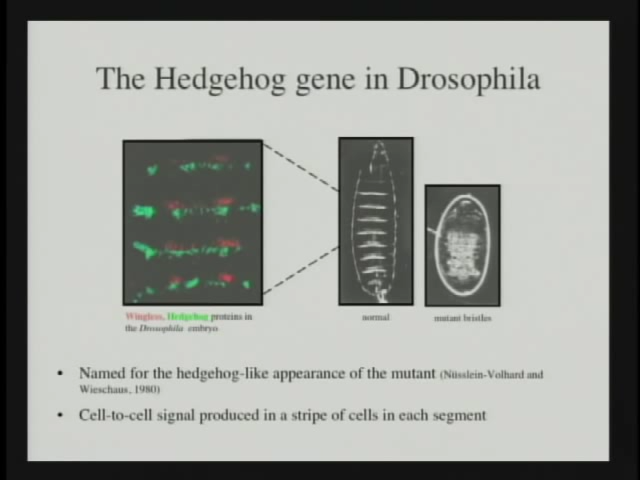 The Hedgehog gene in Drosophila
Wingless, Hedgehog proteins in
the Drosophila embryo
normal
mutant bristles
• Named for the hedgehog-like appearance of the mutant (Nüsslein-Volhard and
Wieschaus, 1980)
• Cell-to-cell signal produced in a stripe of cells in each segment